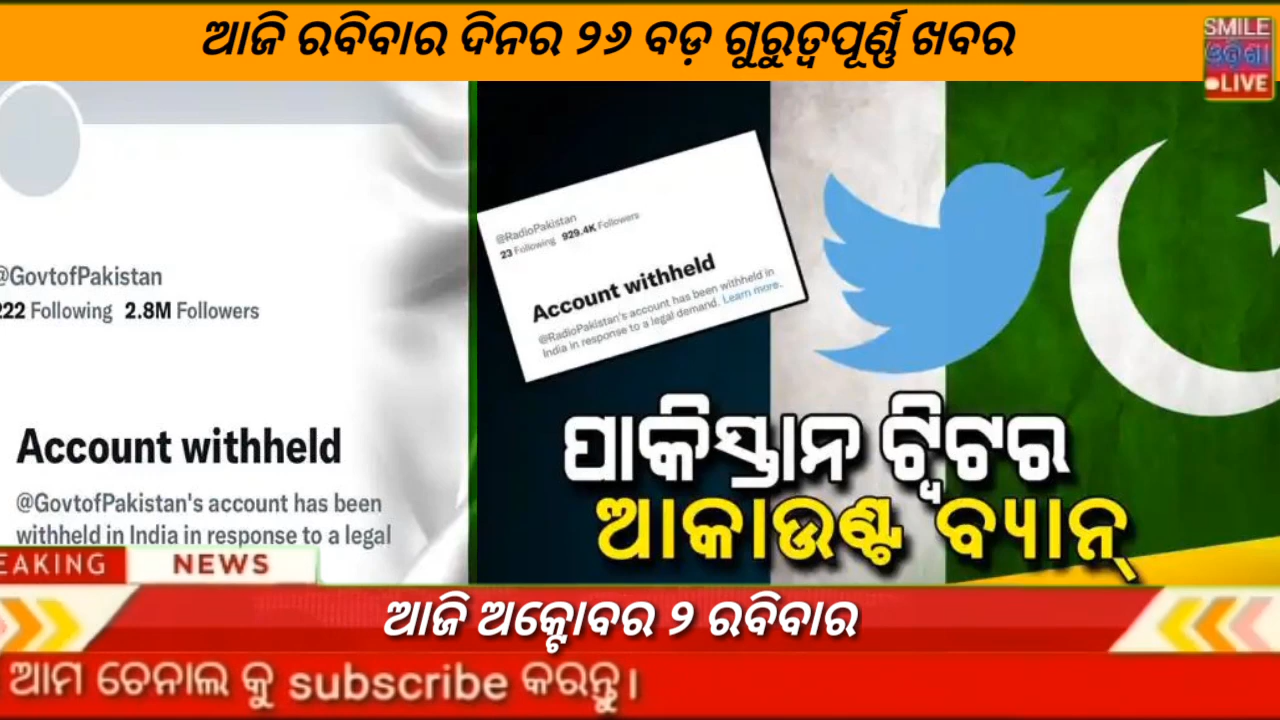 ଆଜି ରବିବାର ଦିନର ୨୬ ବଡ଼ ଗୁରୁତ୍ୱପୂର୍ଣ୍ଣ ଖବର
SMILE
ଓଡ଼ିଶା
LIVE
@GovtofPakistan
222 Following 2.8M Followers
Account withheld
@GovtofPakistan's account has been
withheld in India in response to a legal
@RadioPakistan
23 Following 929.4K Followers
Account withheld
@RadioPakistan's account has been withheld in
India in response to a legal demand. Learn more.
ପାକିସ୍ତାନ ଟ୍ୱିଟର
ଆକାଉଣ୍ଟ ବ୍ୟାନ୍
EAKING NEWS
ଆଜି ଅକ୍ଟୋବର ୨ ରବିବାର
ଆମ ଚେନାଲ କୁ subscribe କରନ୍ତୁ।